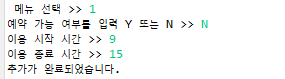 메뉴 선택 >> 1
예약 가능 여부를 입력 Y 또는 N >> N
이용 시작 시간 >> 9
이용 종료 시간 >> 15
추가가 완료되었습니다.